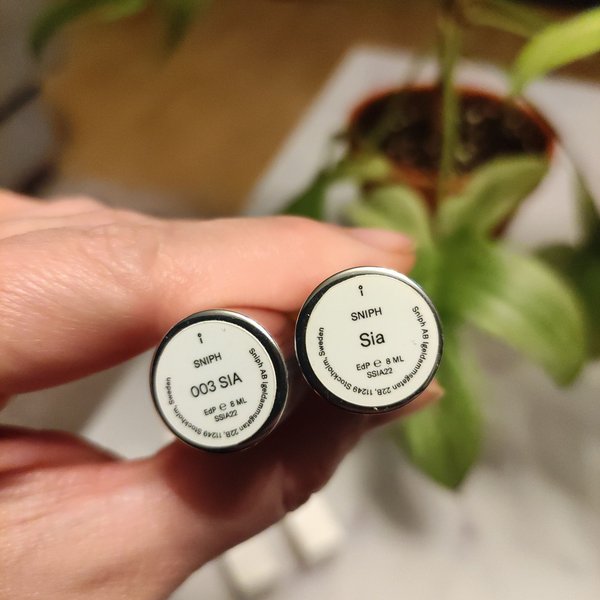 SNIPH
003 SIA
EdP ℮ 8 ML
SSIA22
Sniph AB Igeldammsgatan 22B, 11249 Stockholm, Sweden
SNIPH
Sia
EdP ℮ 8 ML
SSIA22
Sniph AB Igeldammsgatan 22B, 11249 Stockholm, Sweden